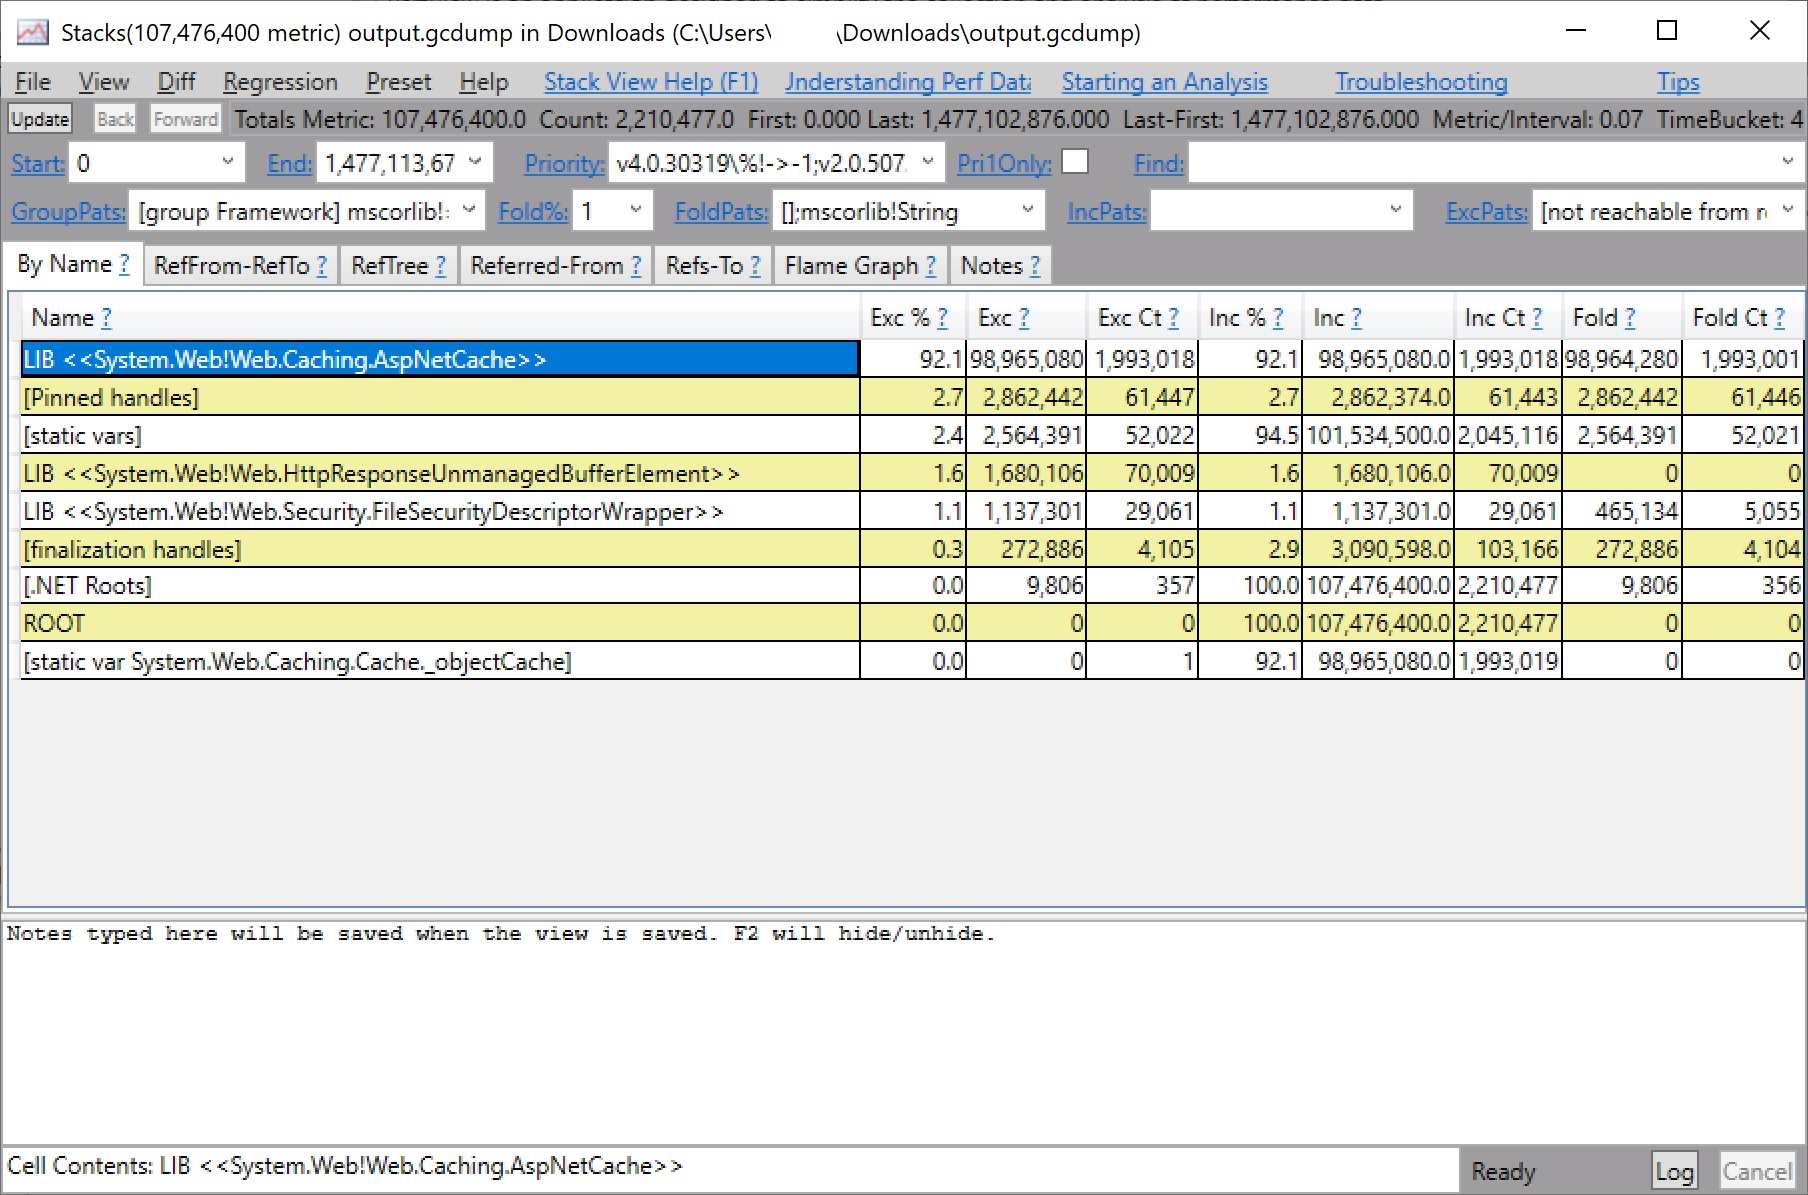 Stacks(107,476,400 metric) output.gcdump in Downloads (C:\Users\ \Downloads\output.gcdump)
File View Diff Regression Preset Help Stack View Help (F1) Jnderstanding Perf Data Starting an Analysis Troubleshooting Tips
Update Back Forward Totals Metric: 107,476,400.0 Count: 2,210,477.0 First: 0.000 Last: 1,477,102,876.000 Last-First: 1,477,102,876.000 Metric/Interval: 0.07 TimeBucket: 4
Start: 0 End: 1,477,113,67 Priority: v4.0.30319\%!->-1;v2.0.507. Pri1Only: Find:
GroupPats: [group Framework] mscorlib!: Fold%: 1 FoldPats: [];mscorlib!String IncPats: ExcPats: [not reachable from r
By Name ? RefFrom-RefTo ? RefTree ? Referred-From ? Refs-To ? Flame Graph ? Notes ?
Name ? Exc % ? Exc ? Exc Ct ? Inc % ? Inc ? Inc Ct ? Fold ? Fold Ct ?
LIB <<System.Web!Web.Caching.AspNetCache>> 92.1 98,965,080 1,993,018 92.1 98,965,080.0 1,993,018 98,964,280 1,993,001
[Pinned handles] 2.7 2,862,442 61,447 2.7 2,862,374.0 61,443 2,862,442 61,446
[static vars] 2.4 2,564,391 52,022 94.5 101,534,500.0 2,045,116 2,564,391 52,021
LIB <<System.Web!Web.HttpResponseUnmanagedBufferElement>> 1.6 1,680,106 70,009 1.6 1,680,106.0 70,009 0 0
LIB <<System.Web!Web.Security.FileSecurityDescriptorWrapper>> 1.1 1,137,301 29,061 1.1 1,137,301.0 29,061 465,134 5,055
[finalization handles] 0.3 272,886 4,105 2.9 3,090,598.0 103,166 272,886 4,104
[.NET Roots] 0.0 9,806 357 100.0 107,476,400.0 2,210,477 9,806 356
ROOT 0.0 0 0 100.0 107,476,400.0 2,210,477 0 0
[static var System.Web.Caching.Cache._objectCache] 0.0 0 1 92.1 98,965,080.0 1,993,019 0 0
Notes typed here will be saved when the view is saved. F2 will hide/unhide.
Cell Contents: LIB <<System.Web!Web.Caching.AspNetCache>> Ready Log Cancel